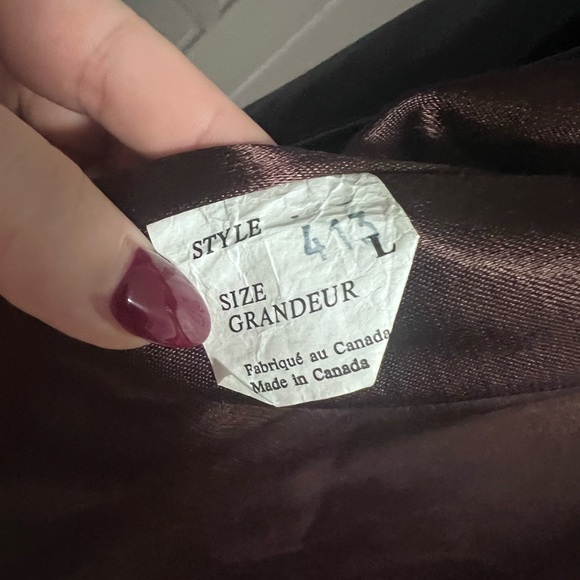 STYLE 413
L
SIZE
GRANDEUR
Fabriqué au Canada
Made in Canada